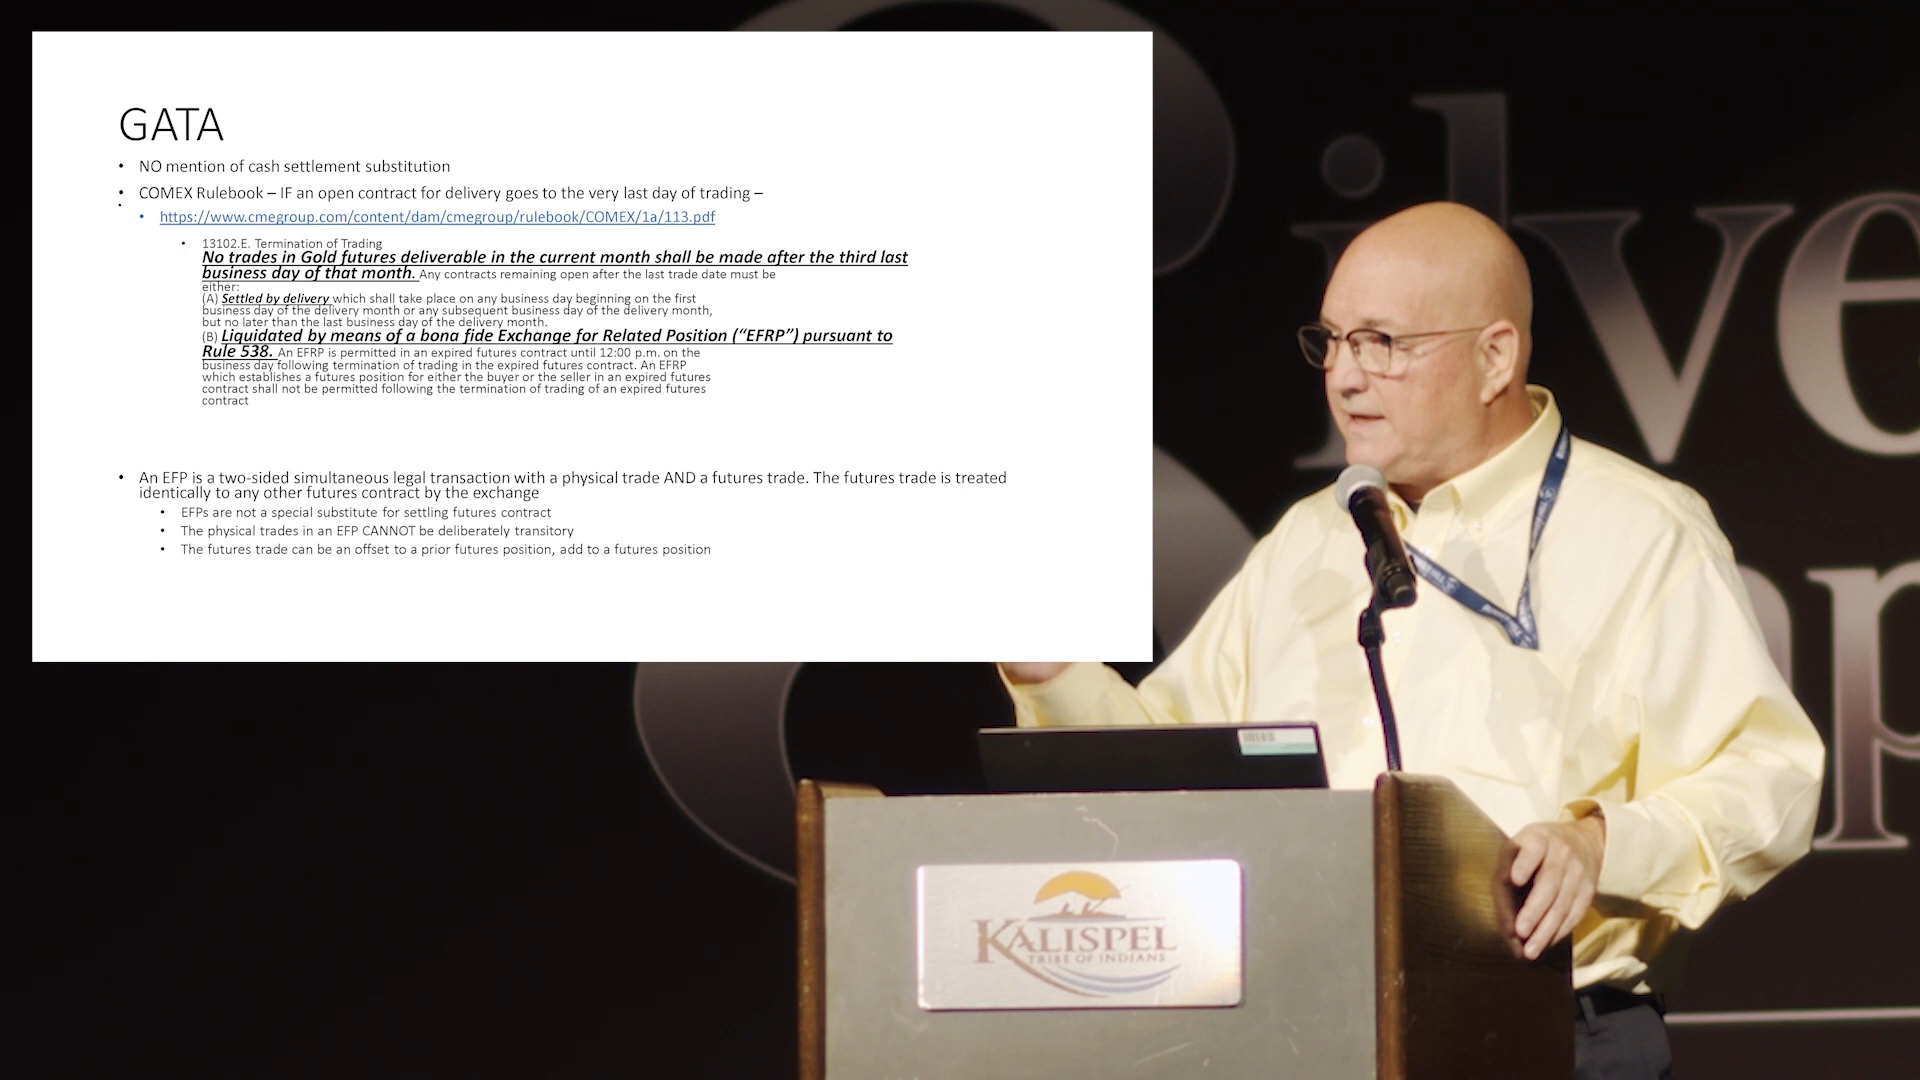 GATA
• NO mention of cash settlement substitution
• COMEX Rulebook – IF an open contract for delivery goes to the very last day of trading –
•
• https://www.cmegroup.com/content/dam/cmegroup/rulebook/COMEX/1a/113.pdf
• 13102.E. Termination of Trading
No trades in Gold futures deliverable in the current month shall be made after the third last
business day of that month. Any contracts remaining open after the last trade date must be
either:
(A) Settled by delivery which shall take place on any business day beginning on the first
business day of the delivery month or any subsequent business day of the delivery month,
but no later than the last business day of the delivery month.
(B) Liquidated by means of a bona fide Exchange for Related Position (“EFRP”) pursuant to
Rule 538. An EFRP is permitted in an expired futures contract until 12:00 p.m. on the
business day following termination of trading in the expired futures contract. An EFRP
which establishes a futures position for either the buyer or the seller in an expired futures
contract shall not be permitted following the termination of trading of an expired futures
contract
• An EFP is a two-sided simultaneous legal transaction with a physical trade AND a futures trade. The futures trade is treated
identically to any other futures contract by the exchange
• EFPs are not a special substitute for settling futures contract
• The physical trades in an EFP CANNOT be deliberately transitory
• The futures trade can be an offset to a prior futures position, add to a futures position
ilve
KALISPEL
TRIBE OF INDIANS